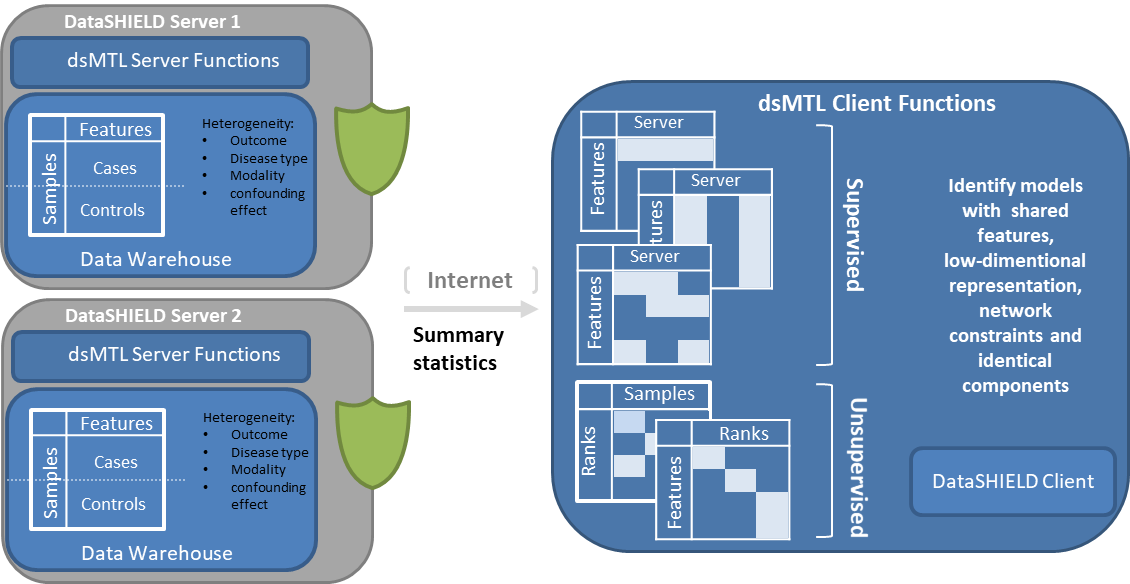 DataSHIELD Server 1
dsMTL Server Functions
Features
Samples
Cases
Controls
Heterogeneity:
• Outcome
• Disease type
• Modality
• confounding
effect
Data Warehouse
DataSHIELD Server 2
dsMTL Server Functions
Features
Samples
Cases
Controls
Heterogeneity:
• Outcome
• Disease type
• Modality
• confounding
effect
Data Warehouse
Internet
Summary
statistics
dsMTL Client Functions
Server
Features
Server
tures
Server
Features
Supervised
Samples
Ranks
Ranks
Features
Unsupervised
Identify models
with shared
features,
low-dimentional
representation,
network
constraints and
identical
components
DataSHIELD Client